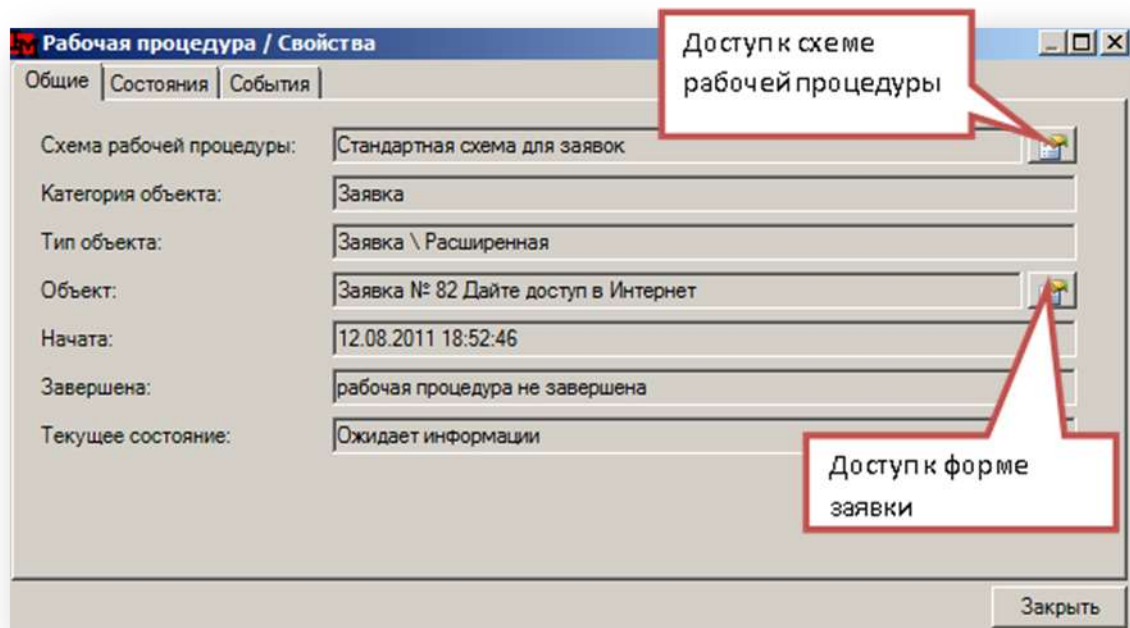 Рабочая процедура / Свойства
Доступ к схеме
рабочей процедуры
Общие Состояния События
Схема рабочей процедуры: Стандартная схема для заявок
Категория объекта: Заявка
Тип объекта: Заявка \ Расширенная
Объект: Заявка № 82 Дайте доступ в Интернет
Начата: 12.08.2011 18:52:46
Завершена: рабочая процедура не завершена
Текущее состояние: Ожидает информации
Доступ к форме
заявки
Закрыть